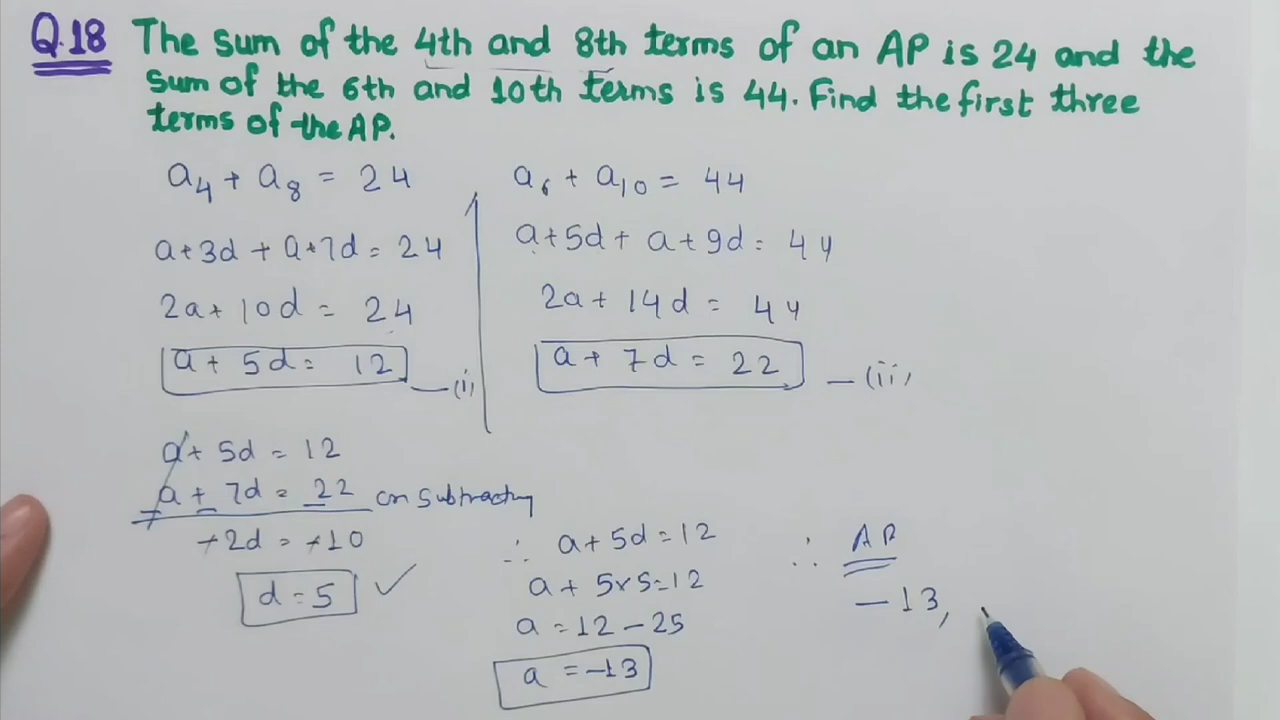 Q.18 The sum of the 4th and 8th terms of an AP is 24 and the
sum of the 6th and 10th terms is 44. Find the first three
terms of the AP.
a₄ + a₈ = 24
a+3d + a+7d = 24
2a + 10d = 24
a + 5d = 12 —(i)
a₆ + a₁₀ = 44
a+5d + a+9d = 44
2a + 14d = 44
a + 7d = 22 —(ii)
a + 5d = 12
a + 7d = 22 on subtracting
+2d = +10
d = 5 ✓
∴ a + 5d = 12
a + 5×5 = 12
a = 12 – 25
a = –13
∴ AP
–13,